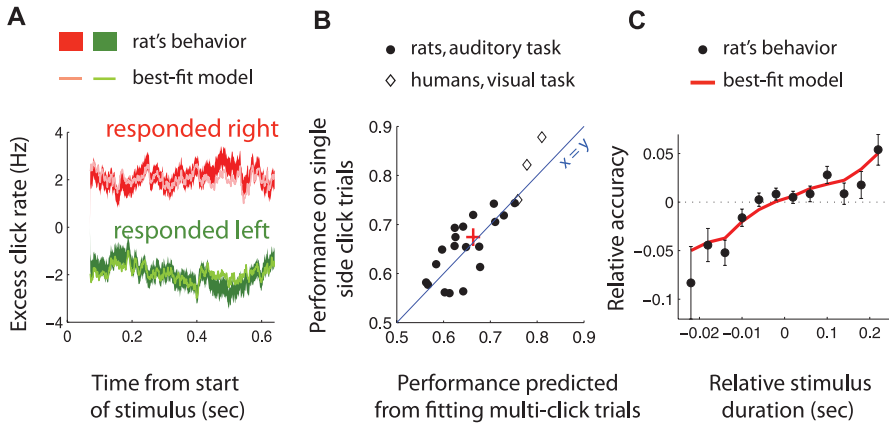 A
rat's behavior
best-fit model
responded right
responded left
Excess click rate (Hz)
4
2
0
−2
−4
0
0.2
0.4
0.6
Time from start
of stimulus (sec)
B
rats, auditory task
humans, visual task
x = y
Performance on single
side click trials
0.9
0.8
0.7
0.6
0.5
0.5
0.6
0.7
0.8
0.9
Performance predicted
from fitting multi-click trials
C
rat's behavior
best-fit model
Relative accuracy
0.05
0
−0.05
−0.1
−0.02
−0.01
0
0.1
0.2
Relative stimulus
duration (sec)